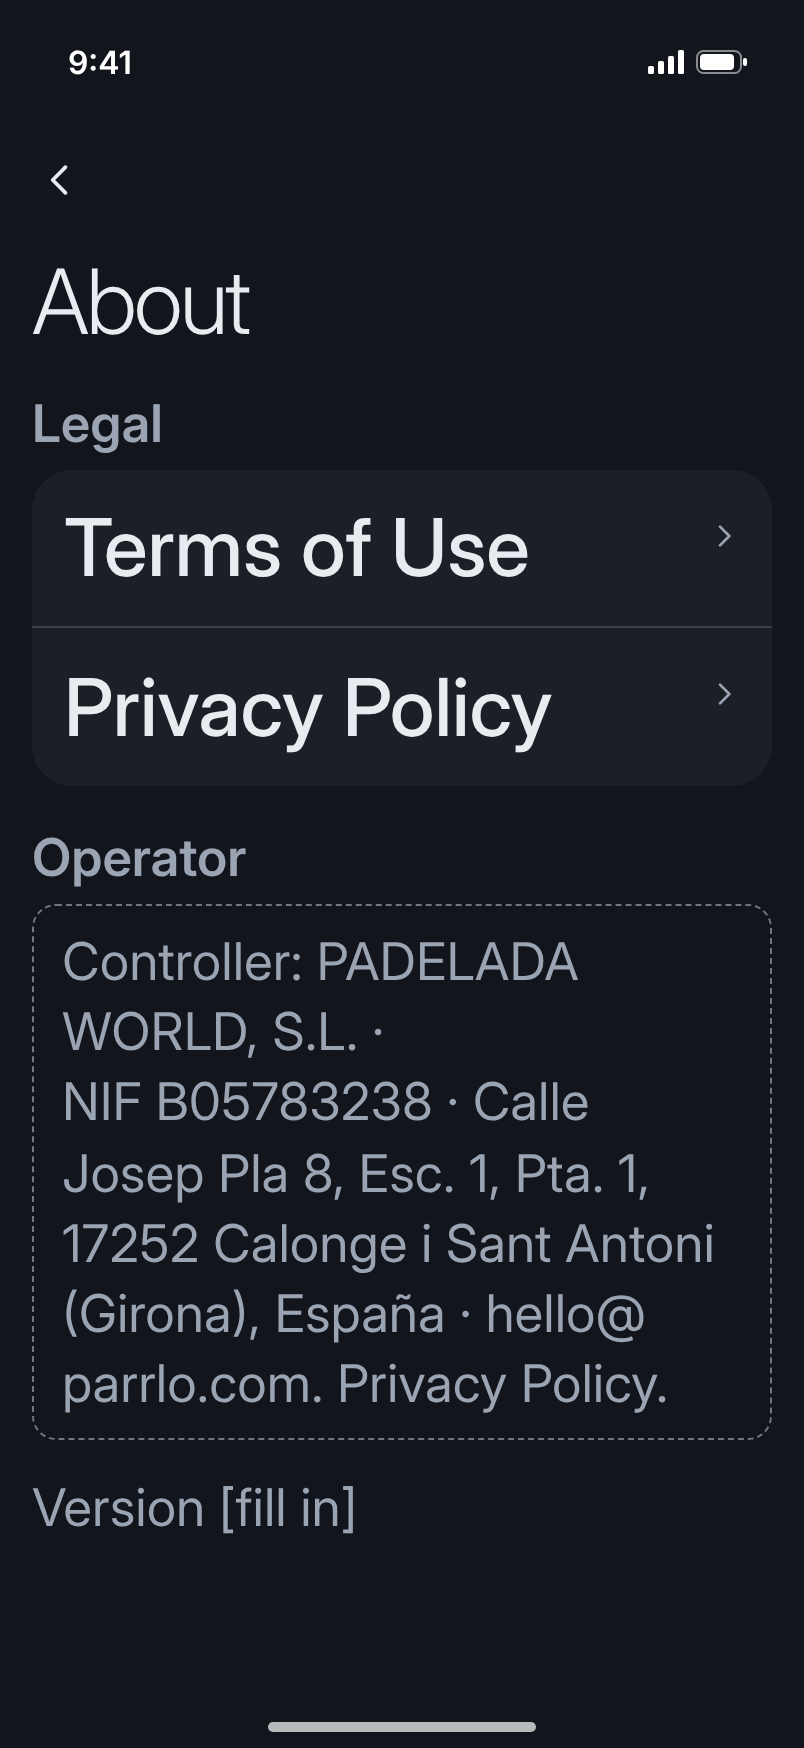 9:41
About
Legal
Terms of Use
Privacy Policy
Operator
Controller: PADELADA
WORLD, S.L. ·
NIF B05783238 · Calle
Josep Pla 8, Esc. 1, Pta. 1,
17252 Calonge i Sant Antoni
(Girona), España · hello@
parrlo.com. Privacy Policy.
Version [fill in]